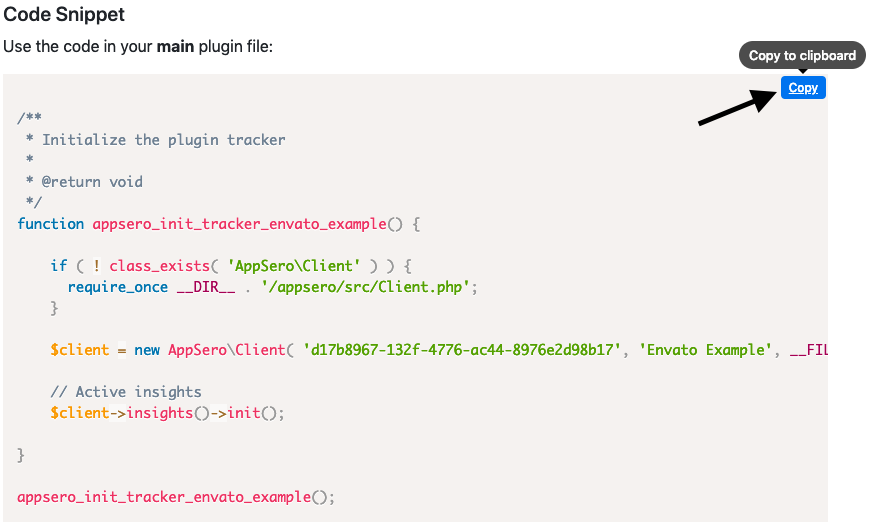 Code Snippet
Use the code in your main plugin file:
Copy to clipboard
Copy
/**
* Initialize the plugin tracker
*
* @return void
*/
function appsero_init_tracker_envato_example() {
if ( ! class_exists( 'AppSero\Client' ) ) {
require_once __DIR__ . '/appsero/src/Client.php';
}
$client = new AppSero\Client( 'd17b8967-132f-4776-ac44-8976e2d98b17', 'Envato Example', __FIL
// Active insights
$client->insights()->init();
}
appsero_init_tracker_envato_example();